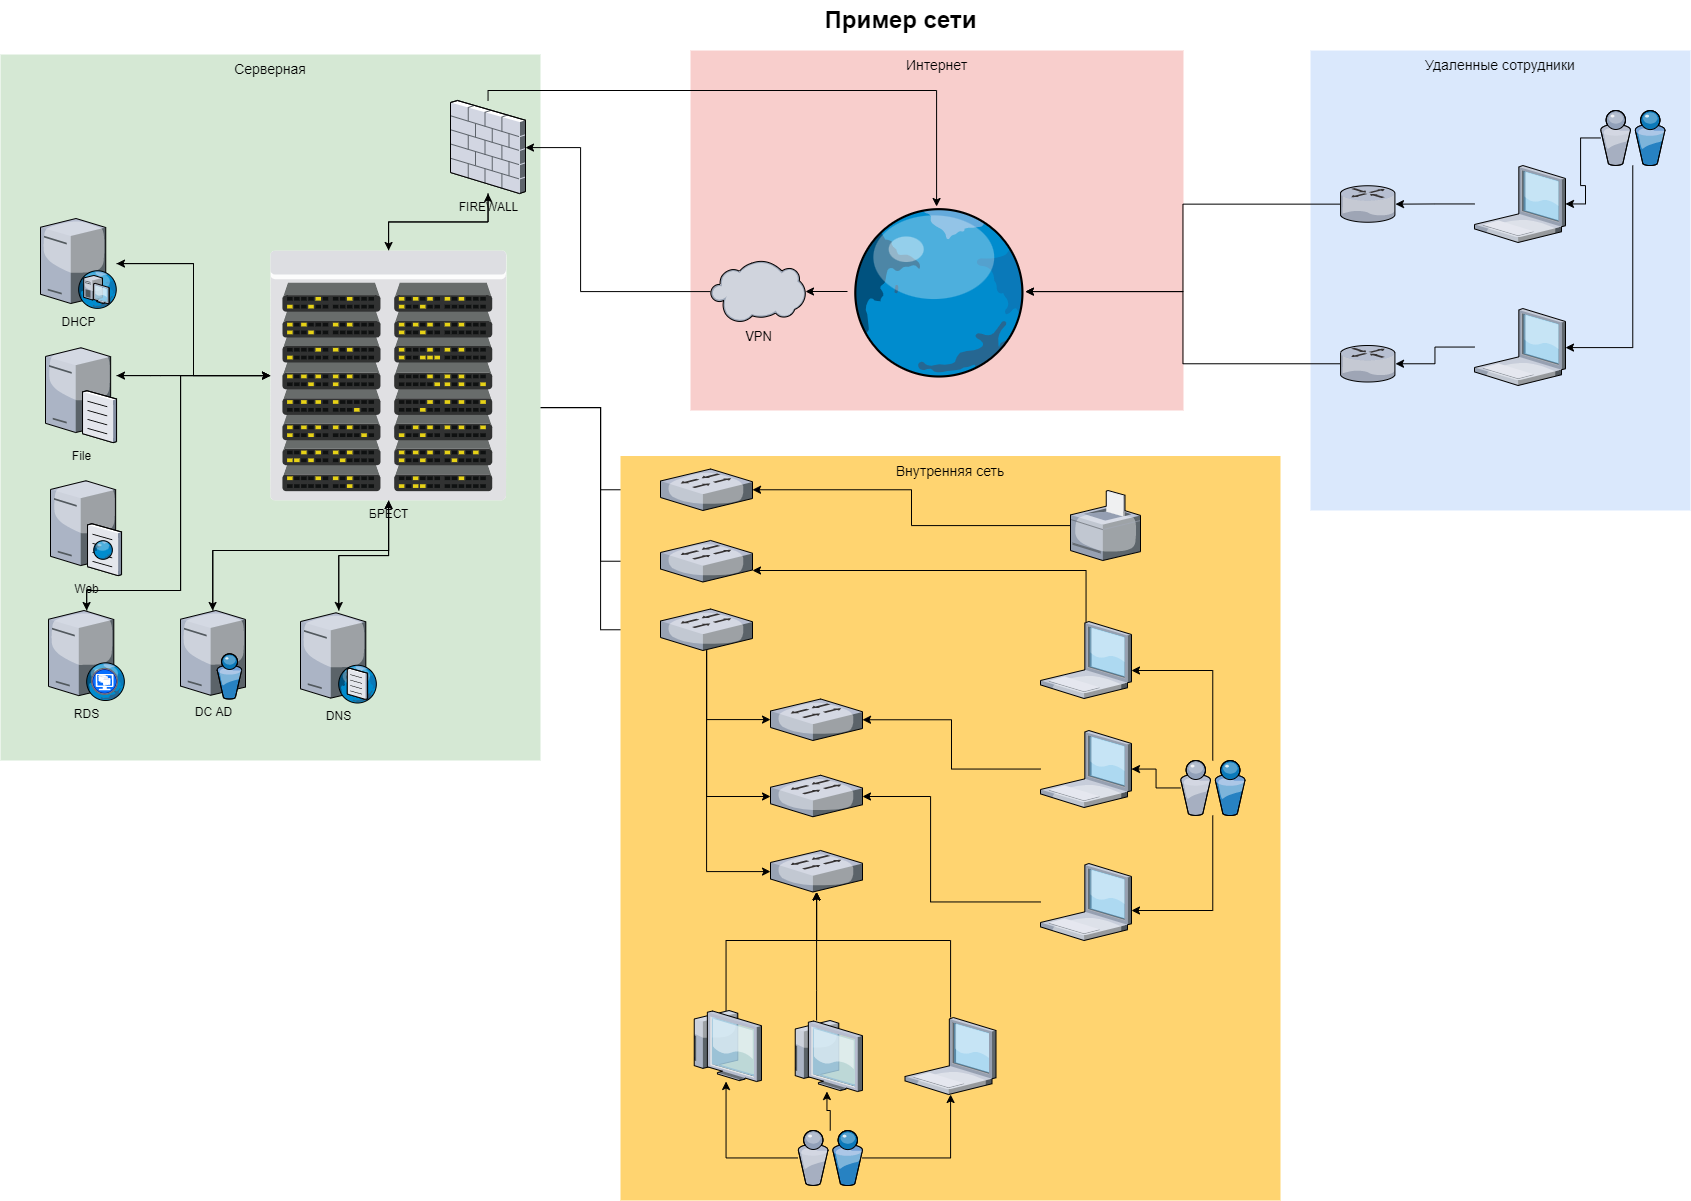 Пример сети
Серверная
Интернет
Удаленные сотрудники
FIREWALL
DHCP
VPN
File
Внутренняя сеть
БРЕСТ
Web
RDS
DC AD
DNS